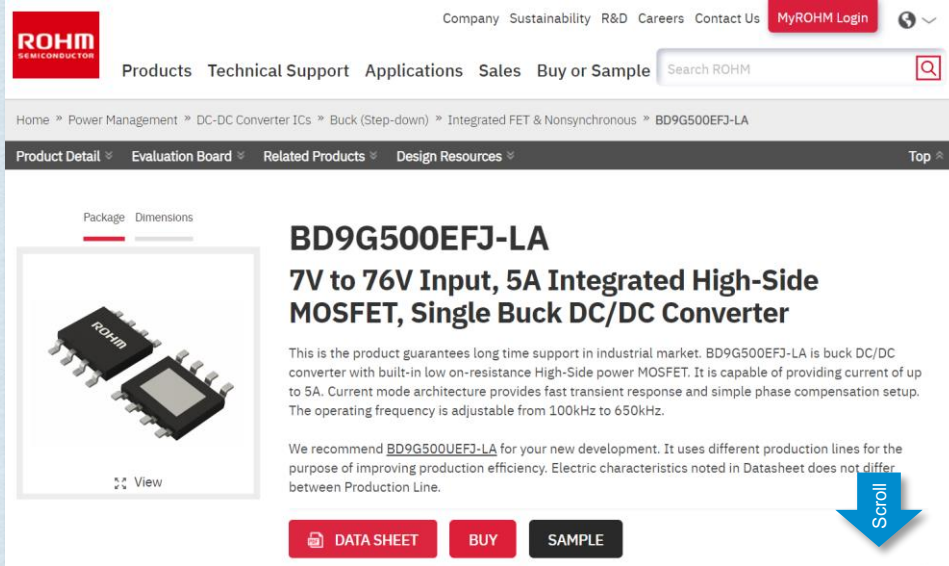 Company Sustainability R&D Careers Contact Us MyROHM Login
ROHM
SEMICONDUCTOR
Products Technical Support Applications Sales Buy or Sample Search ROHM
Home » Power Management » DC-DC Converter ICs » Buck (Step-down) » Integrated FET & Nonsynchronous » BD9G500EFJ-LA
Product Detail Evaluation Board Related Products Design Resources Top
Package Dimensions
BD9G500EFJ-LA
7V to 76V Input, 5A Integrated High-Side
MOSFET, Single Buck DC/DC Converter
This is the product guarantees long time support in industrial market. BD9G500EFJ-LA is buck DC/DC
converter with built-in low on-resistance High-Side power MOSFET. It is capable of providing current of up
to 5A. Current mode architecture provides fast transient response and simple phase compensation setup.
The operating frequency is adjustable from 100kHz to 650kHz.
We recommend BD9G500UEFJ-LA for your new development. It uses different production lines for the
purpose of improving production efficiency. Electric characteristics noted in Datasheet does not differ
between Production Line.
ROHM
View
Scroll
DATA SHEET BUY SAMPLE